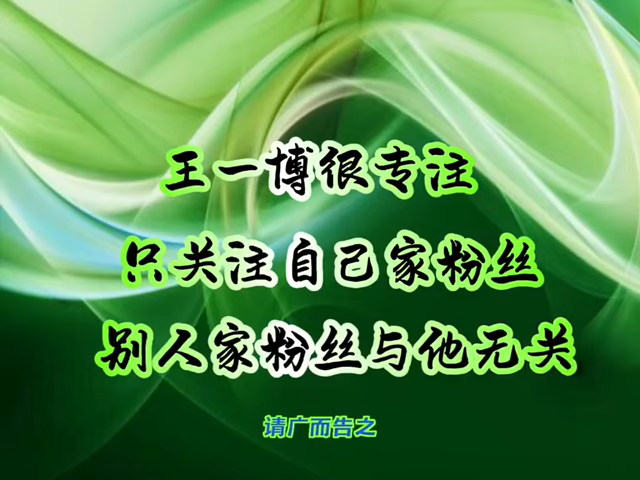 王一博很专注
只关注自己家粉丝
别人家粉丝与他无关
请广而告之